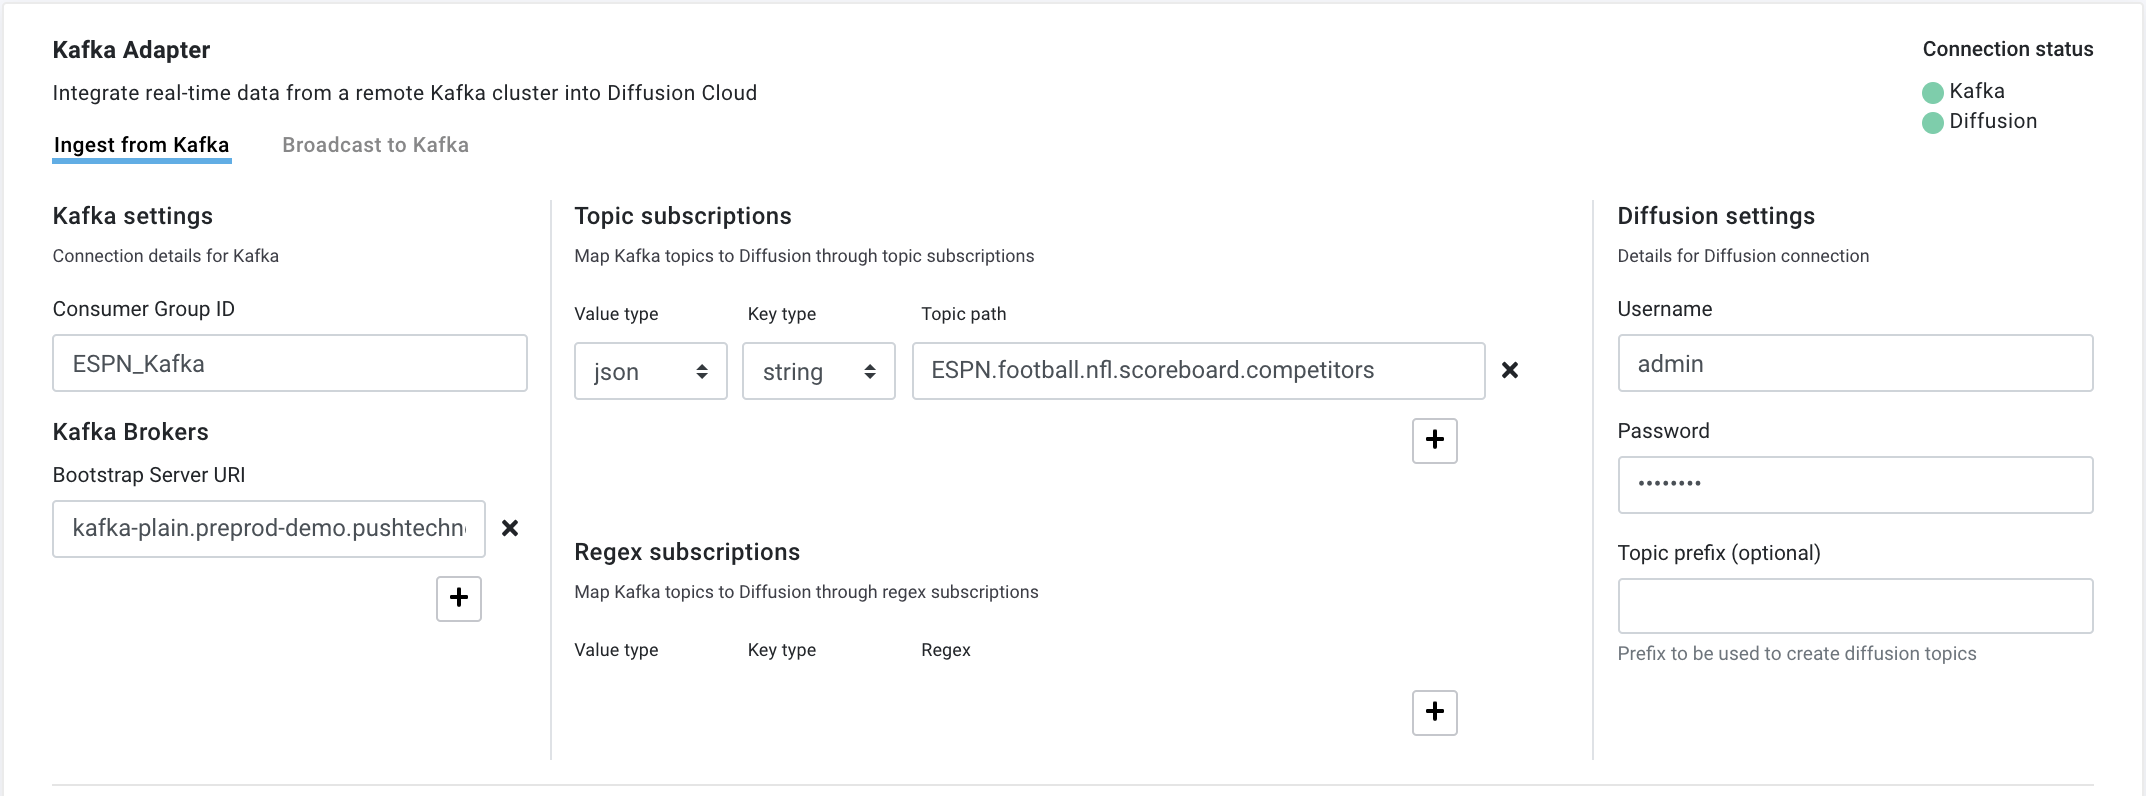 Kafka Adapter
Integrate real-time data from a remote Kafka cluster into Diffusion Cloud
Connection status
Kafka
Diffusion
Ingest from Kafka
Broadcast to Kafka
Kafka settings
Connection details for Kafka
Consumer Group ID
ESPN_Kafka
Kafka Brokers
Bootstrap Server URI
kafka-plain.preprod-demo.pushtechn
Topic subscriptions
Map Kafka topics to Diffusion through topic subscriptions
Value type Key type Topic path
json string ESPN.football.nfl.scoreboard.competitors
Regex subscriptions
Map Kafka topics to Diffusion through regex subscriptions
Value type Key type Regex
Diffusion settings
Details for Diffusion connection
Username
admin
Password
••••••••
Topic prefix (optional)
Prefix to be used to create diffusion topics